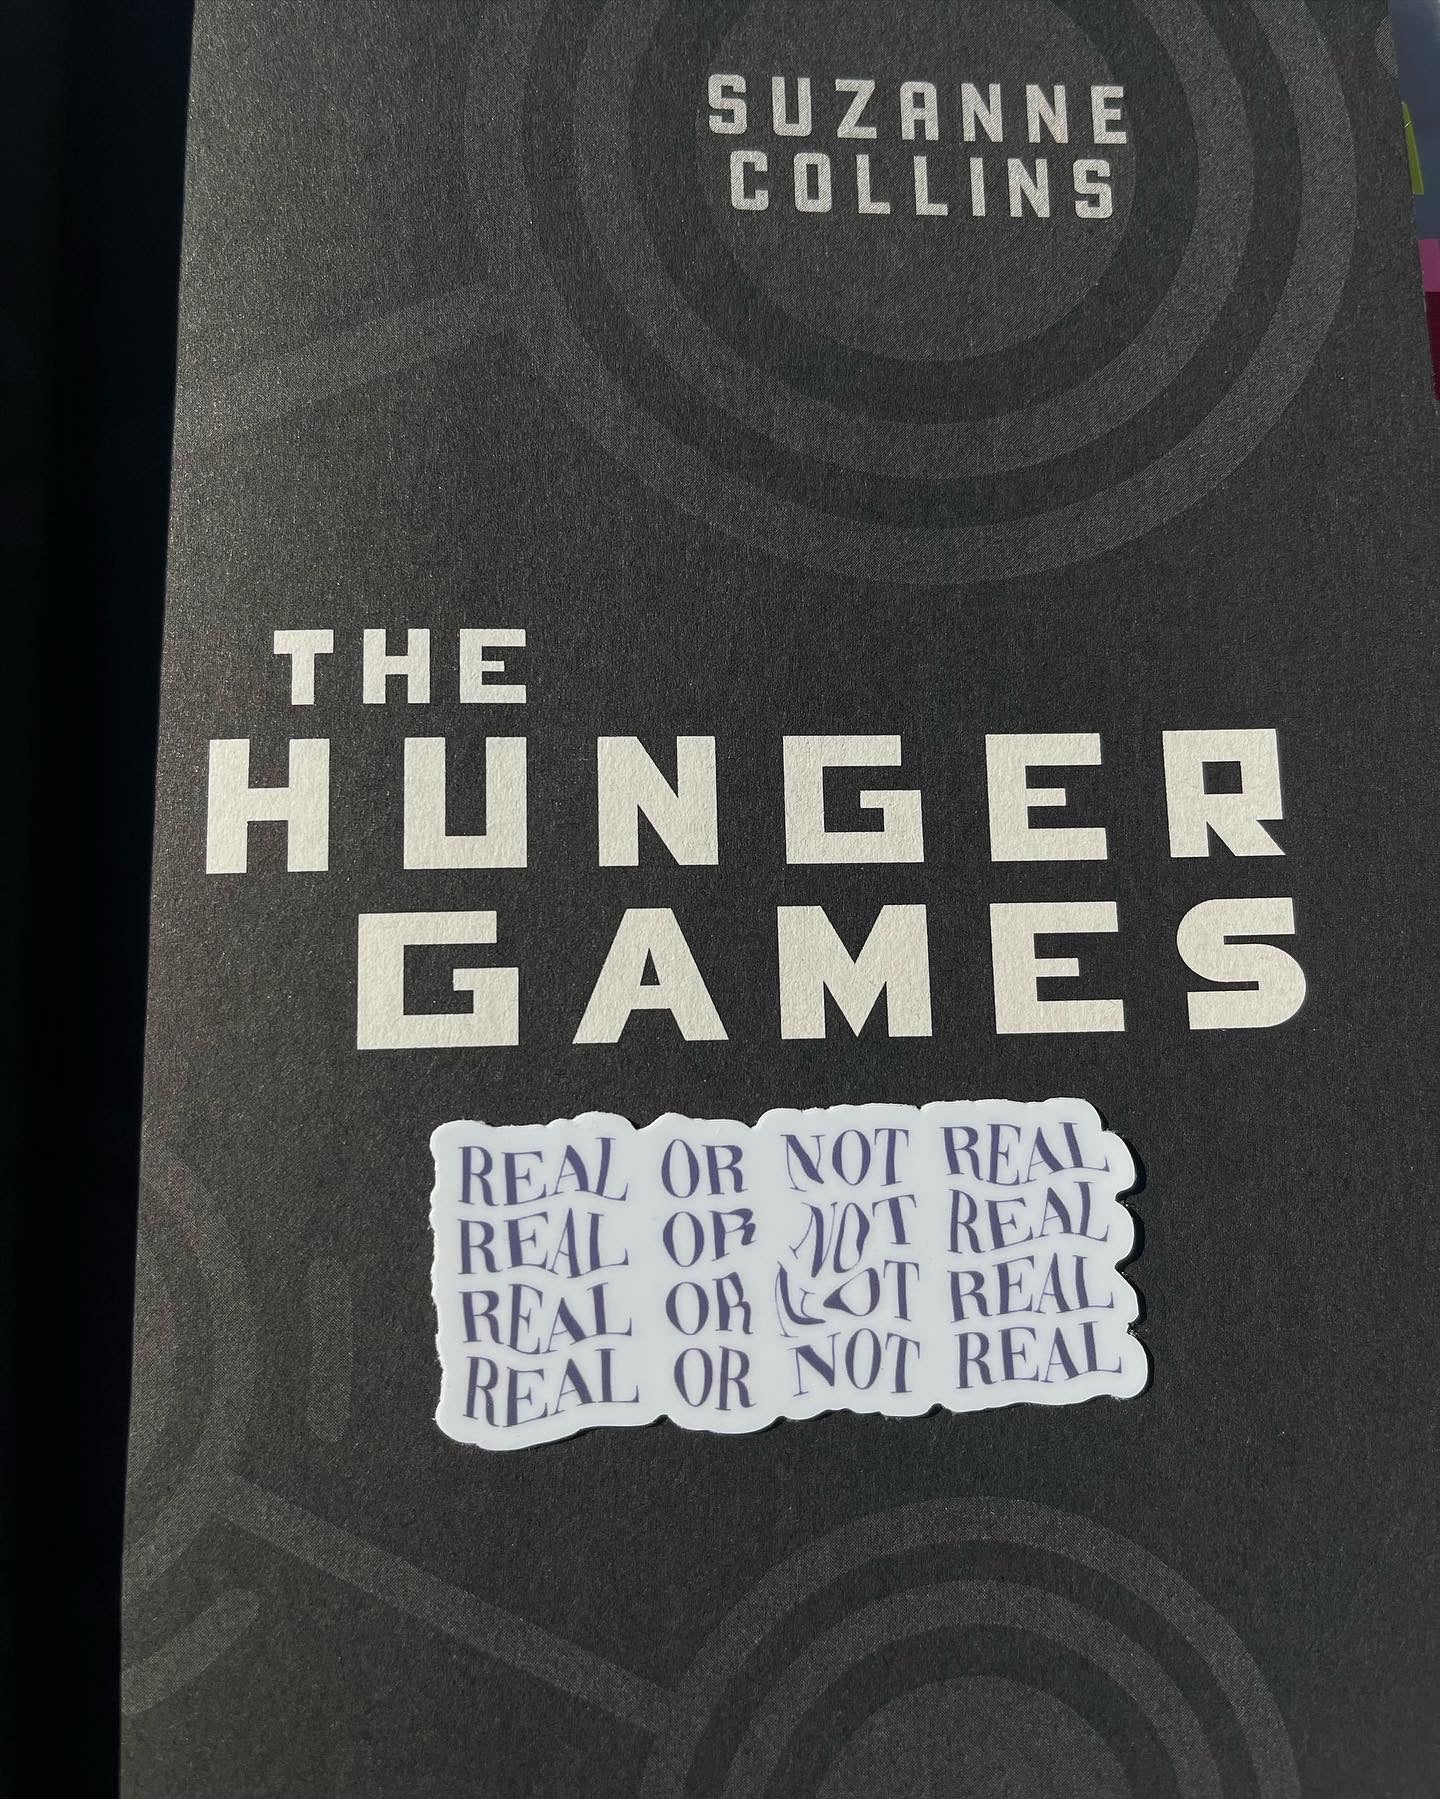 SUZANNE
COLLINS
THE
HUNGER
GAMES
REAL OR NOT REAL
REAL OR NOT REAL
REAL OR NOT REAL
REAL OR NOT REAL